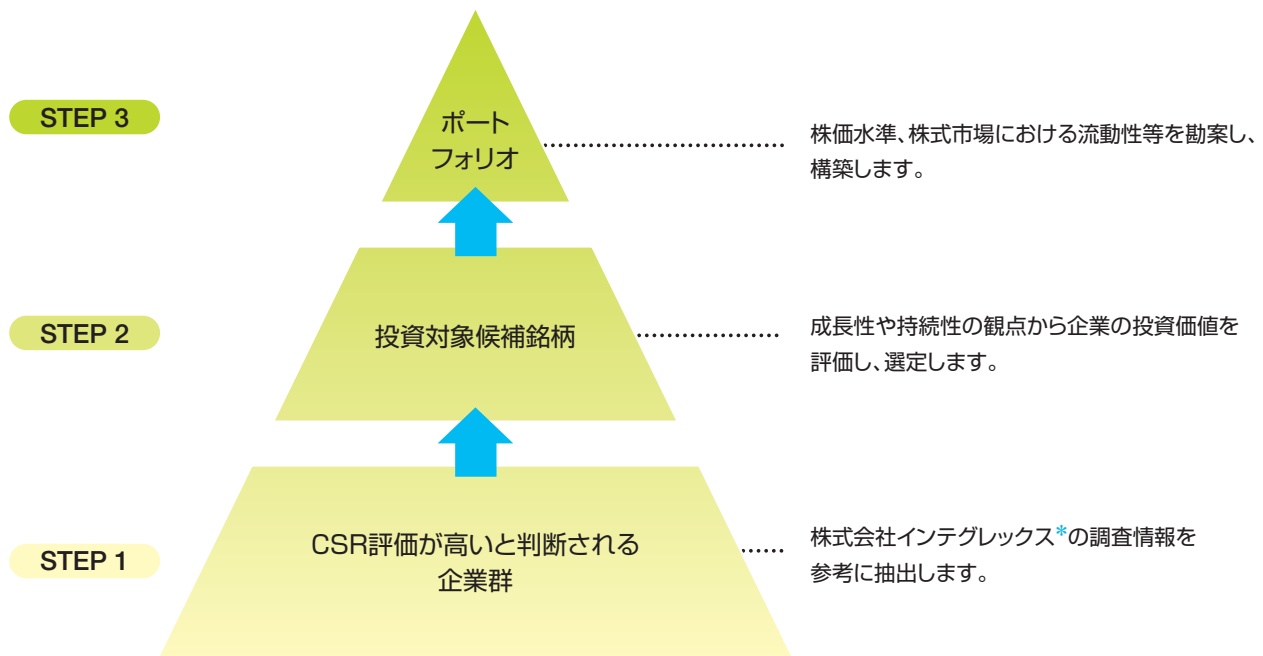 STEP 3
ポート
フォリオ
株価水準、株式市場における流動性等を勘案し、
構築します。
STEP 2
投資対象候補銘柄
成長性や持続性の観点から企業の投資価値を
評価し、選定します。
STEP 1
CSR評価が高いと判断される
企業群
株式会社インテグレックス*の調査情報を
参考に抽出します。